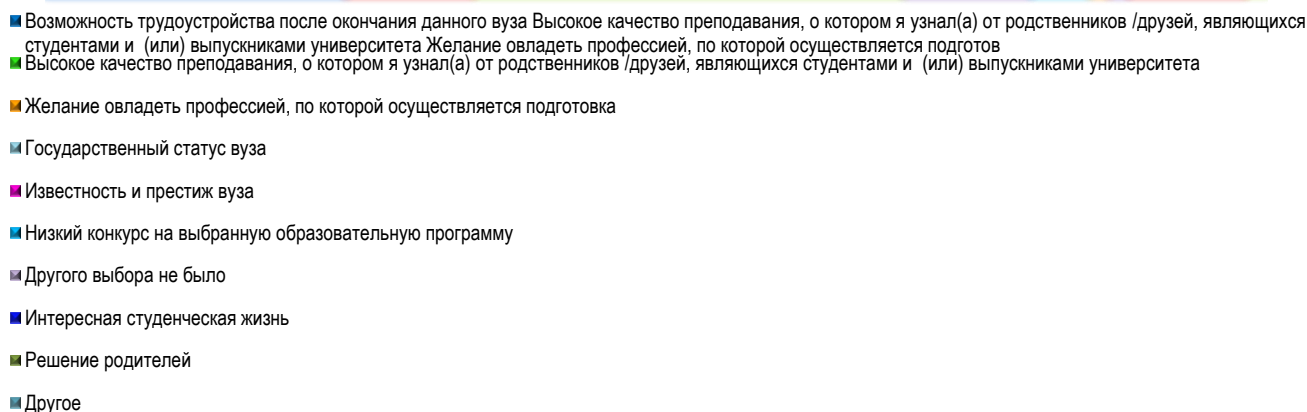 Возможность трудоустройства после окончания данного вуза Высокое качество преподавания, о котором я узнал(а) от родственников /друзей, являющихся
студентами и (или) выпускниками университета Желание овладеть профессией, по которой осуществляется подготов
Высокое качество преподавания, о котором я узнал(а) от родственников /друзей, являющихся студентами и (или) выпускниками университета
Желание овладеть профессией, по которой осуществляется подготовка
Государственный статус вуза
Известность и престиж вуза
Низкий конкурс на выбранную образовательную программу
Другого выбора не было
Интересная студенческая жизнь
Решение родителей
Другое